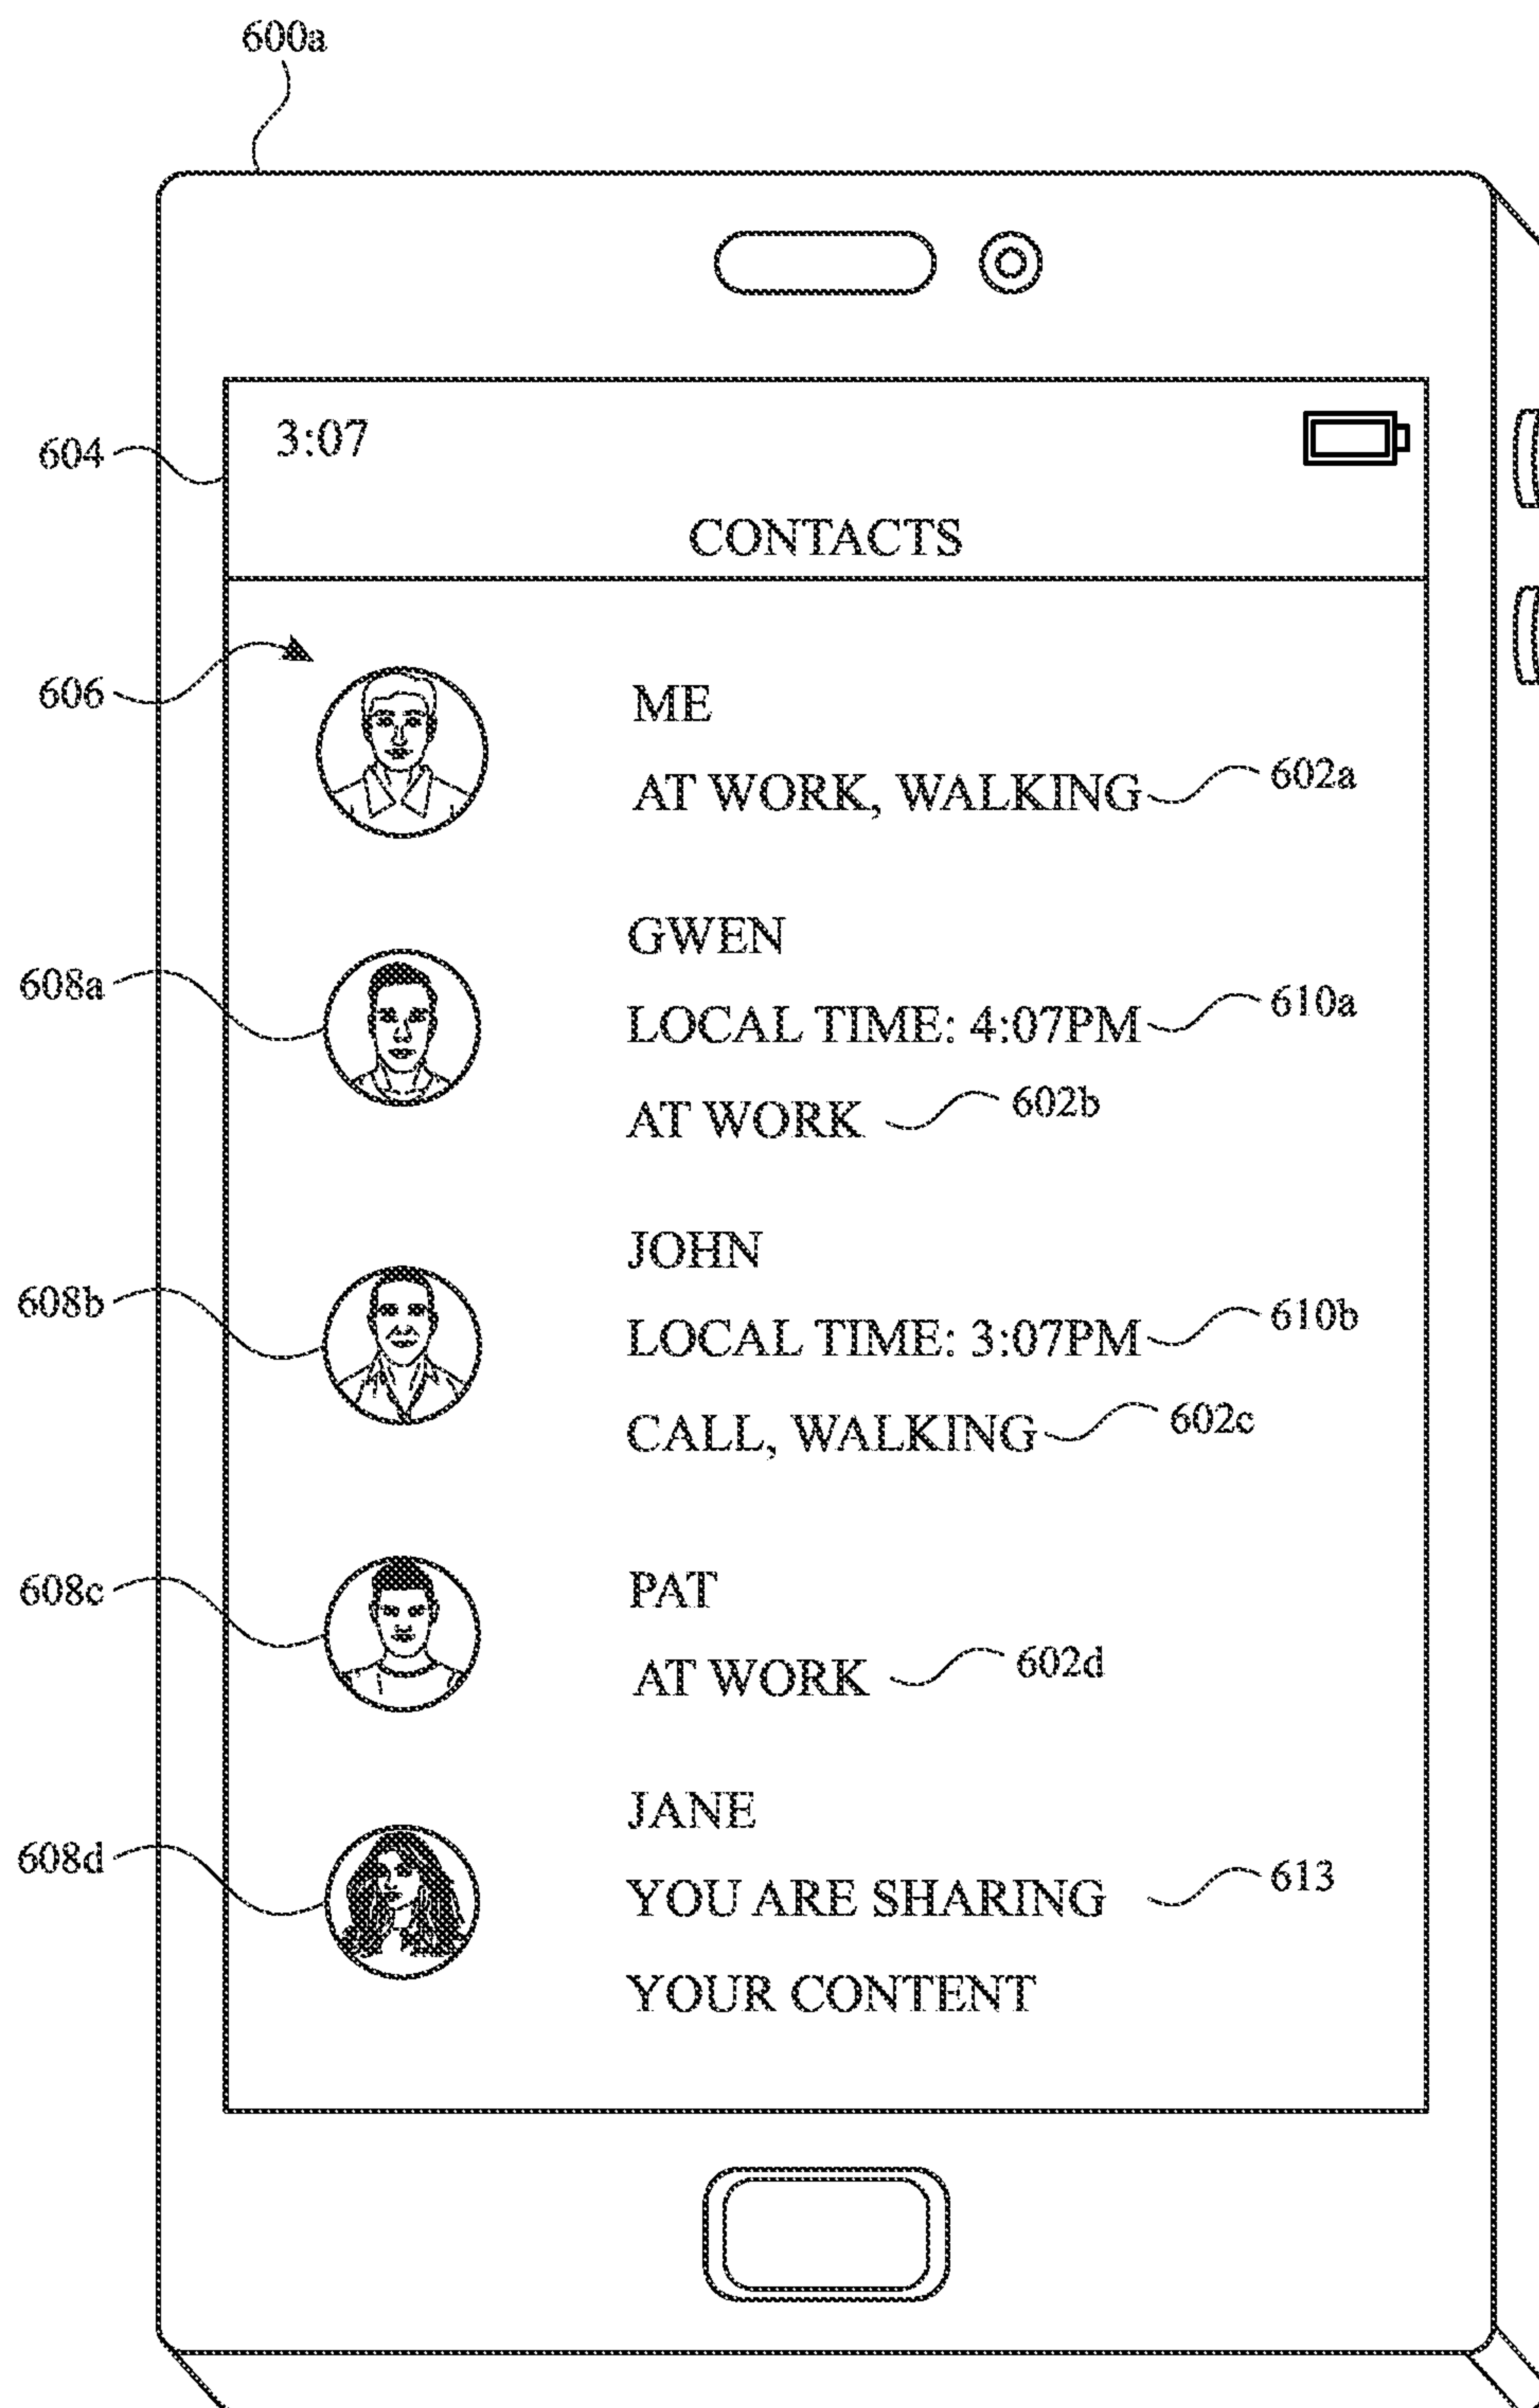 600a
604
3:07
CONTACTS
606
ME
AT WORK, WALKING
602a
GWEN
608a
LOCAL TIME: 4:07PM
610a
AT WORK
602b
JOHN
608b
LOCAL TIME: 3:07PM
610b
CALL, WALKING
602c
608c
PAT
AT WORK
602d
JANE
608d
YOU ARE SHARING
613
YOUR CONTENT